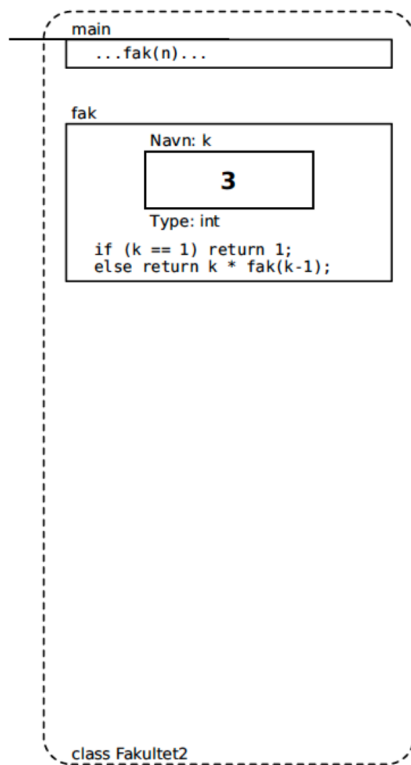 main
...fak(n)...
fak
Navn: k
3
Type: int
if (k == 1) return 1;
else return k * fak(k-1);
class Fakultet2